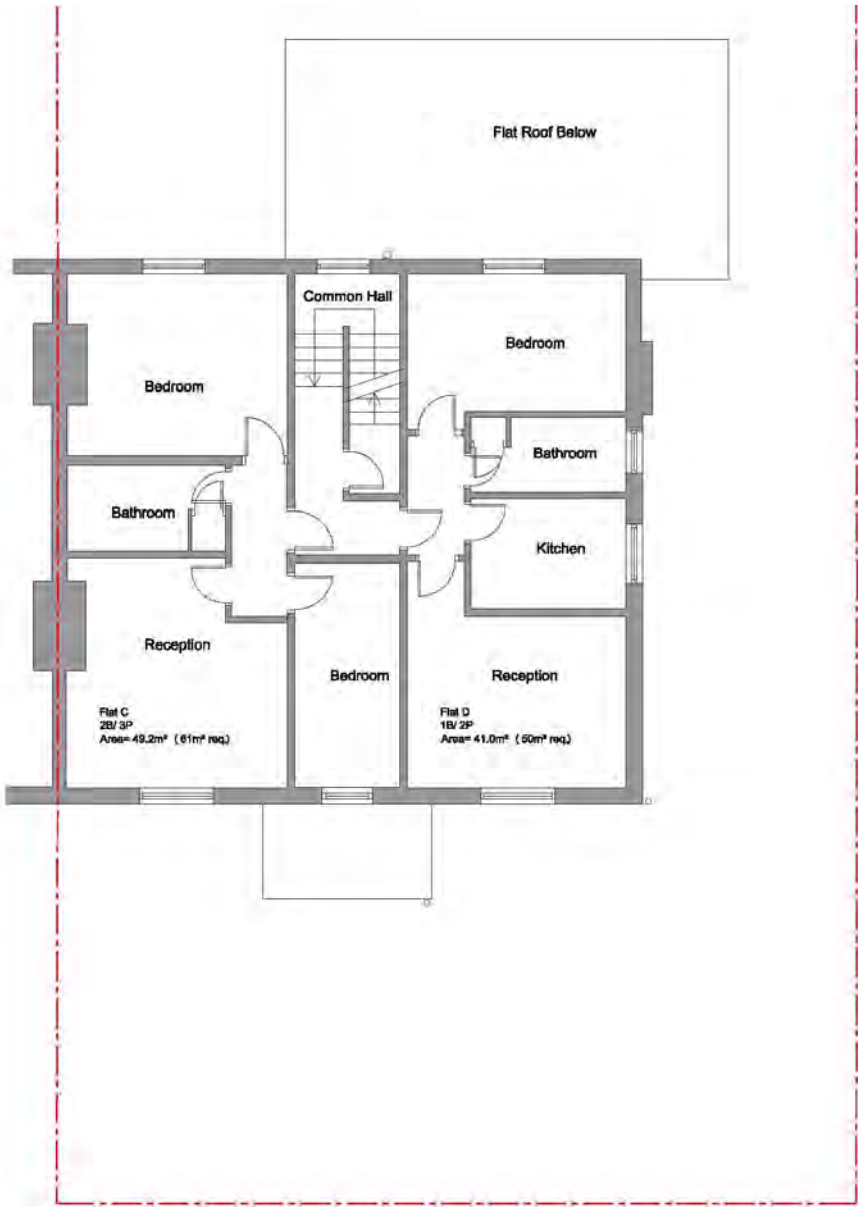 Flat Roof Below
Common Hall
Bedroom
Bedroom
Bathroom
Bathroom
Kitchen
Reception
Bedroom
Reception
Flat C
2B/ 3P
Area= 49.2m² ( 61m² req.)
Flat D
1B/ 2P
Area= 41.0m² ( 50m² req.)